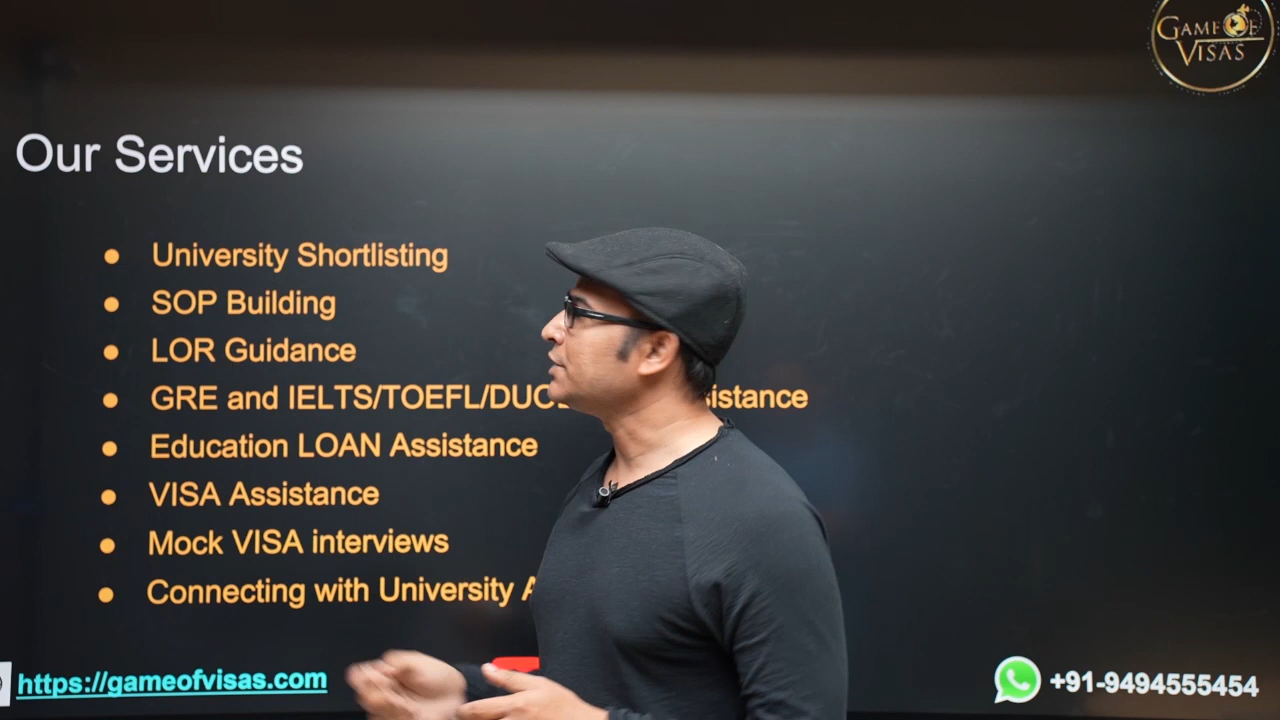 GAME OF
VISAS
Our Services
• University Shortlisting
• SOP Building
• LOR Guidance
• GRE and IELTS/TOEFL/
• Education LOAN Assistance
• VISA Assistance
• Mock VISA interviews
• Connecting with University
https://gameofvisas.com
+91-9494555454